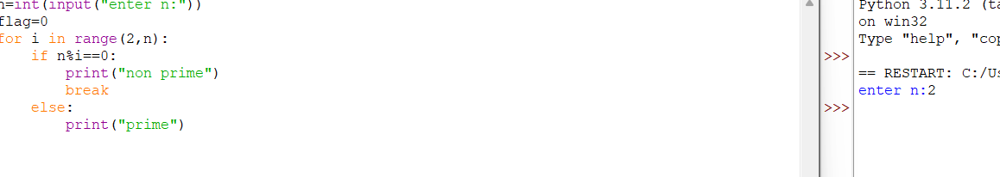 n=int(input("enter n:"))
flag=0
for i in range(2,n):
    if n%i==0:
        print("non prime")
        break
    else:
        print("prime")
Python 3.11.2 (ta
on win32
Type "help", "cop
>>>
== RESTART: C:/Us
enter n:2
>>>